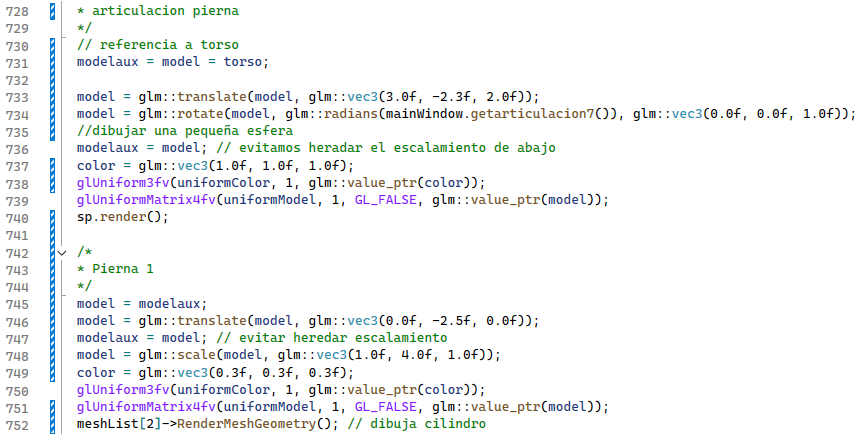 728 * articulacion pierna
729 */
730 // referencia a torso
731 modelaux = model = torso;
732
733 model = glm::translate(model, glm::vec3(3.0f, -2.3f, 2.0f));
734 model = glm::rotate(model, glm::radians(mainWindow.getarticulacion7()), glm::vec3(0.0f, 0.0f, 1.0f));
735 //dibujar una pequeña esfera
736 modelaux = model; // evitamos heredar el escalamiento de abajo
737 color = glm::vec3(1.0f, 1.0f, 1.0f);
738 glUniform3fv(uniformColor, 1, glm::value_ptr(color));
739 glUniformMatrix4fv(uniformModel, 1, GL_FALSE, glm::value_ptr(model));
740 sp.render();
741
742 /*
743 * Pierna 1
744 */
745 model = modelaux;
746 model = glm::translate(model, glm::vec3(0.0f, -2.5f, 0.0f));
747 modelaux = model; // evitar heredar escalamiento
748 model = glm::scale(model, glm::vec3(1.0f, 4.0f, 1.0f));
749 color = glm::vec3(0.3f, 0.3f, 0.3f);
750 glUniform3fv(uniformColor, 1, glm::value_ptr(color));
751 glUniformMatrix4fv(uniformModel, 1, GL_FALSE, glm::value_ptr(model));
752 meshList[2]->RenderMeshGeometry(); // dibuja cilindro